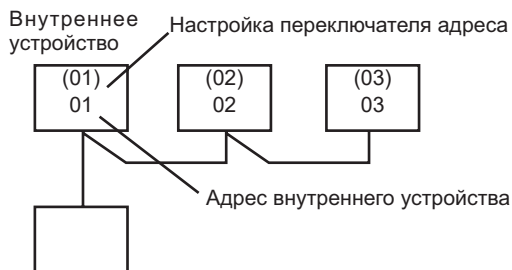 Внутреннее
устройство
Настройка переключателя адреса
(01) (02) (03)
01 02 03
Адрес внутреннего устройства